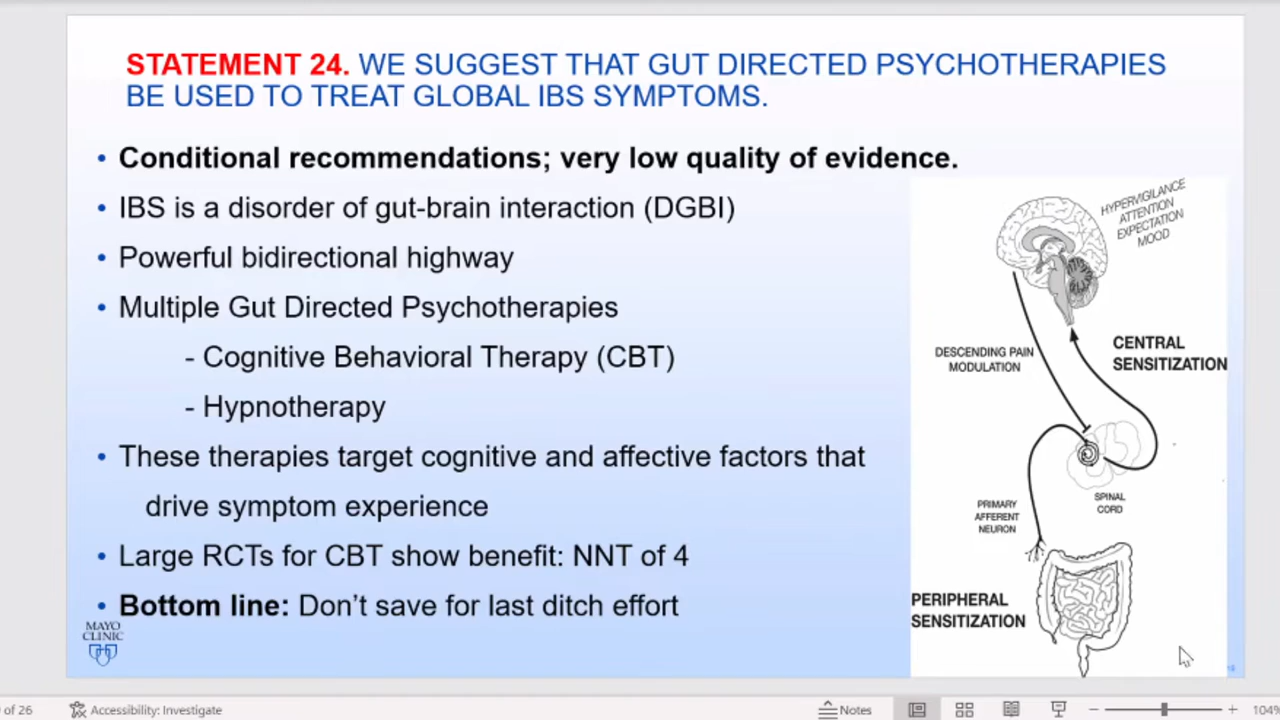 STATEMENT 24. WE SUGGEST THAT GUT DIRECTED PSYCHOTHERAPIES
BE USED TO TREAT GLOBAL IBS SYMPTOMS.
• Conditional recommendations; very low quality of evidence.
• IBS is a disorder of gut-brain interaction (DGBI)
• Powerful bidirectional highway
• Multiple Gut Directed Psychotherapies
- Cognitive Behavioral Therapy (CBT)
- Hypnotherapy
• These therapies target cognitive and affective factors that
drive symptom experience
• Large RCTs for CBT show benefit: NNT of 4
• Bottom line: Don't save for last ditch effort
MAYO
CLINIC
HYPERVIGILANCE
ATTENTION
EXPECTATION
MOOD
DESCENDING PAIN
MODULATION
CENTRAL
SENSITIZATION
SPINAL
CORD
PRIMARY
AFFERENT
NEURON
PERIPHERAL
SENSITIZATION
of 26
Accessibility: Investigate
Notes
104%